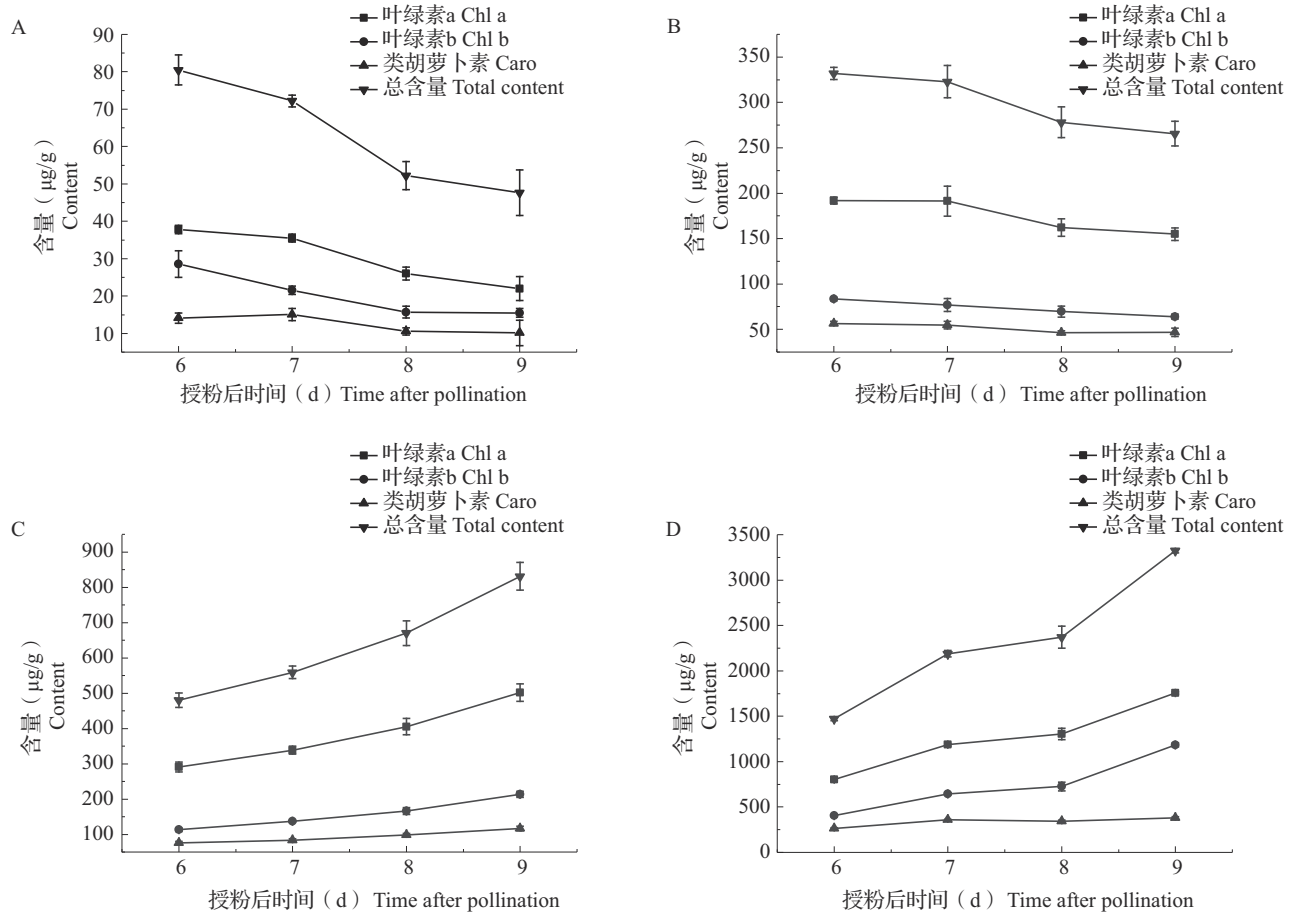 A
叶绿素a Chl a
叶绿素b Chl b
类胡萝卜素 Caro
总含量 Total content
90
80
70
60
50
40
30
20
10
含量（μg/g）
Content
6 7 8 9
授粉后时间（d）Time after pollination
B
叶绿素a Chl a
叶绿素b Chl b
类胡萝卜素 Caro
总含量 Total content
350
300
250
200
150
100
50
含量（μg/g）
Content
6 7 8 9
授粉后时间（d）Time after pollination
C
叶绿素a Chl a
叶绿素b Chl b
类胡萝卜素 Caro
总含量 Total content
900
800
700
600
500
400
300
200
100
含量（μg/g）
Content
6 7 8 9
授粉后时间（d）Time after pollination
D
叶绿素a Chl a
叶绿素b Chl b
类胡萝卜素 Caro
总含量 Total content
3500
3000
2500
2000
1500
1000
500
0
含量（μg/g）
Content
6 7 8 9
授粉后时间（d）Time after pollination